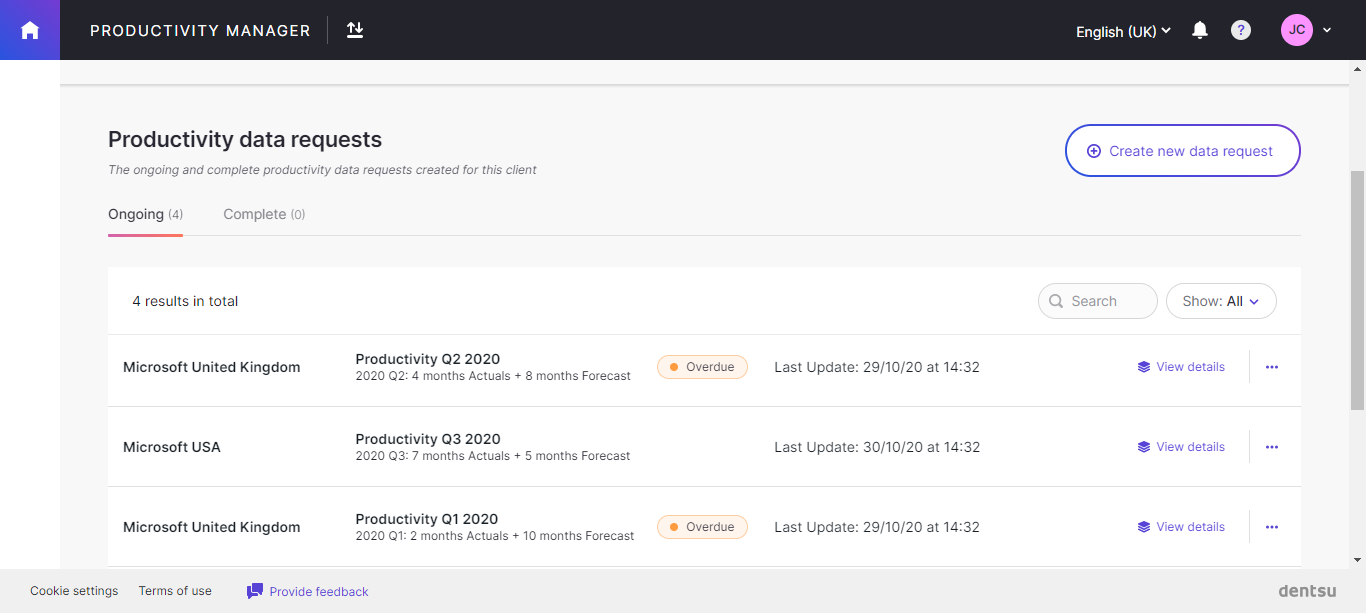 PRODUCTIVITY MANAGER
English (UK)
?
JC
Productivity data requests
Create new data request
The ongoing and complete productivity data requests created for this client
Ongoing (4)
Complete (0)
4 results in total
Search
Show: All
Microsoft United Kingdom
Productivity Q2 2020
2020 Q2: 4 months Actuals + 8 months Forecast
Overdue
Last Update: 29/10/20 at 14:32
View details
Microsoft USA
Productivity Q3 2020
2020 Q3: 7 months Actuals + 5 months Forecast
Last Update: 30/10/20 at 14:32
View details
Microsoft United Kingdom
Productivity Q1 2020
2020 Q1: 2 months Actuals + 10 months Forecast
Overdue
Last Update: 29/10/20 at 14:32
View details
Cookie settings
Terms of use
Provide feedback
dentsu